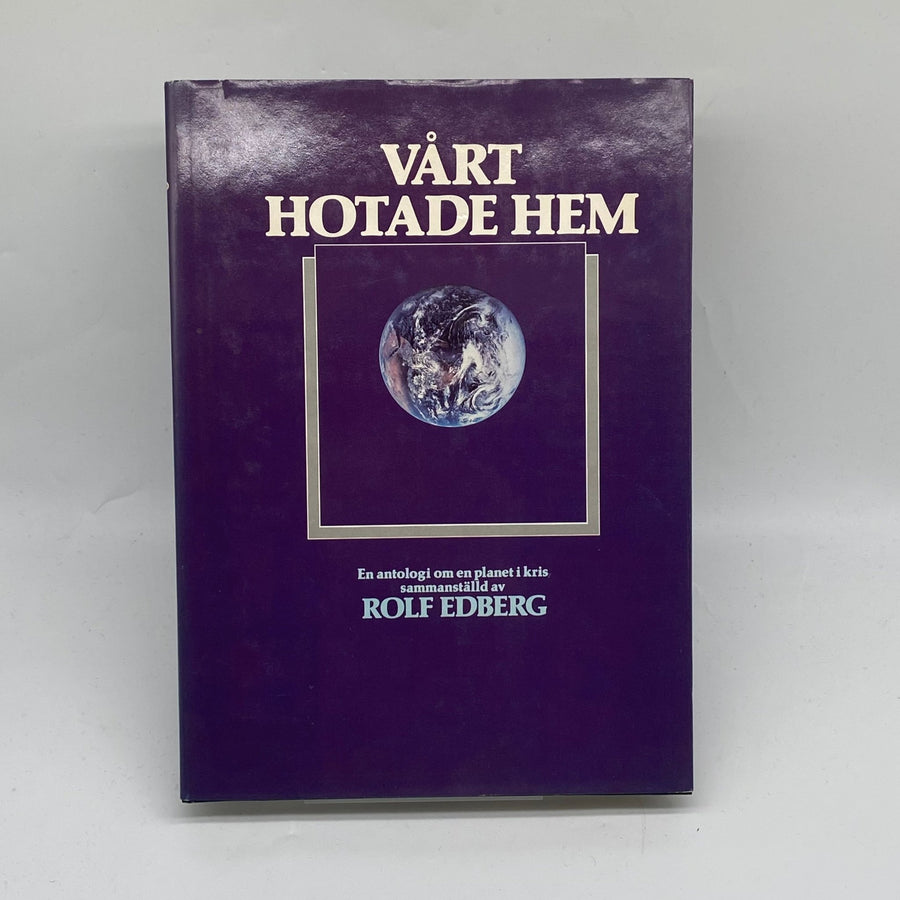 VÅRT
HOTADE HEM
En antologi om en planet i kris
sammanställd av
ROLF EDBERG